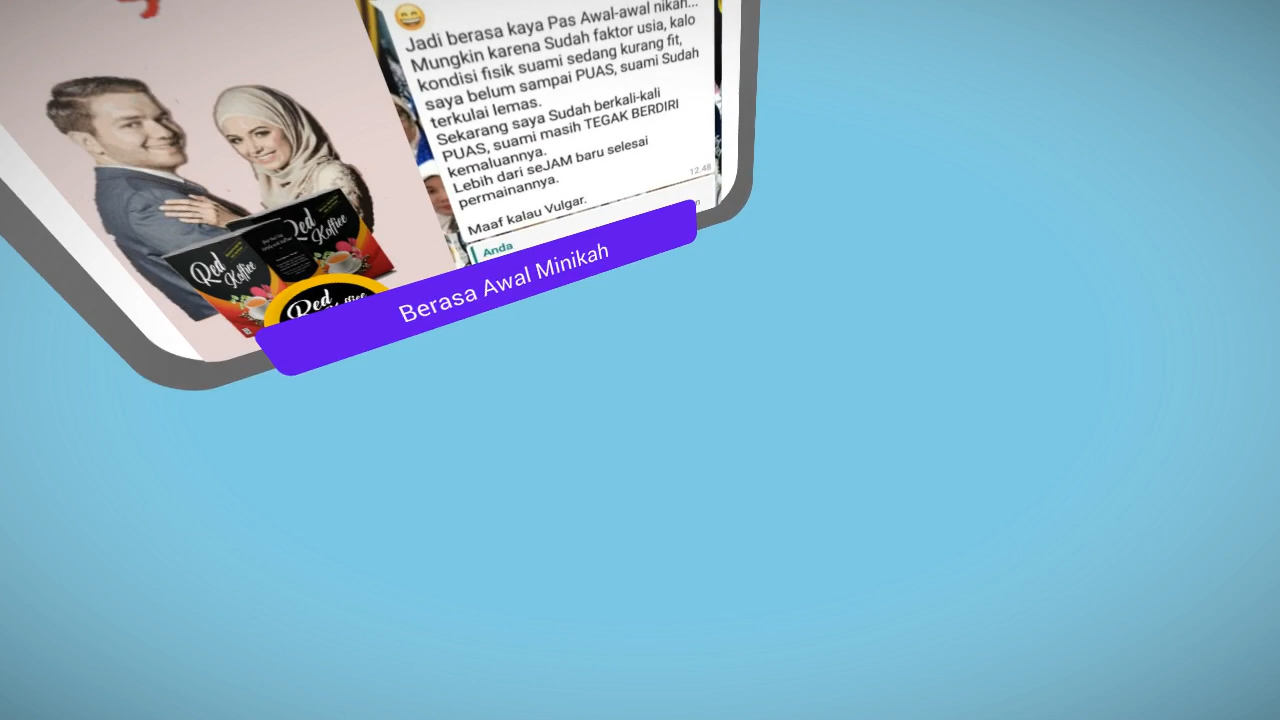 Jadi berasa kaya Pas Awal-awal nikah...
Mungkin karena Sudah faktor usia, kalo
kondisi fisik suami sedang kurang fit,
saya belum sampai PUAS, suami Sudah
terkulai lemas.
Sekarang saya Sudah berkali-kali
PUAS, suami masih TEGAK BERDIRI
kemaluannya.
Lebih dari seJAM baru selesai
permainannya.
12.48
Maaf kalau Vulgar.
Anda
Red
Koffiee
Red
Koffiee
Red
Berasa Awal Minikah